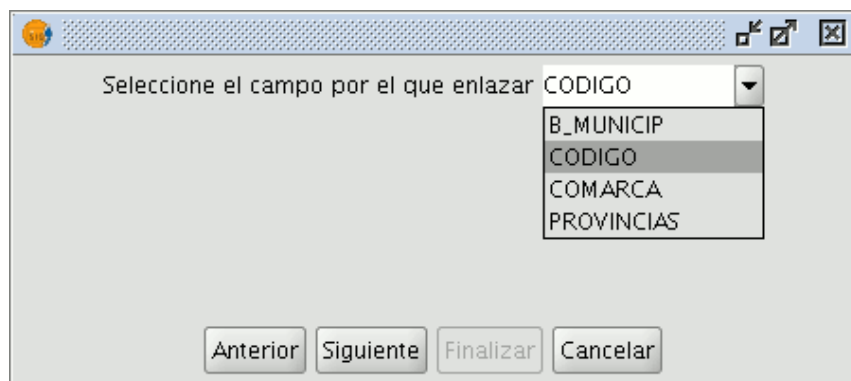 Seleccione el campo por el que enlazar CODIGO
B_MUNICIP
CODIGO
COMARCA
PROVINCIAS
Anterior Siguiente Finalizar Cancelar